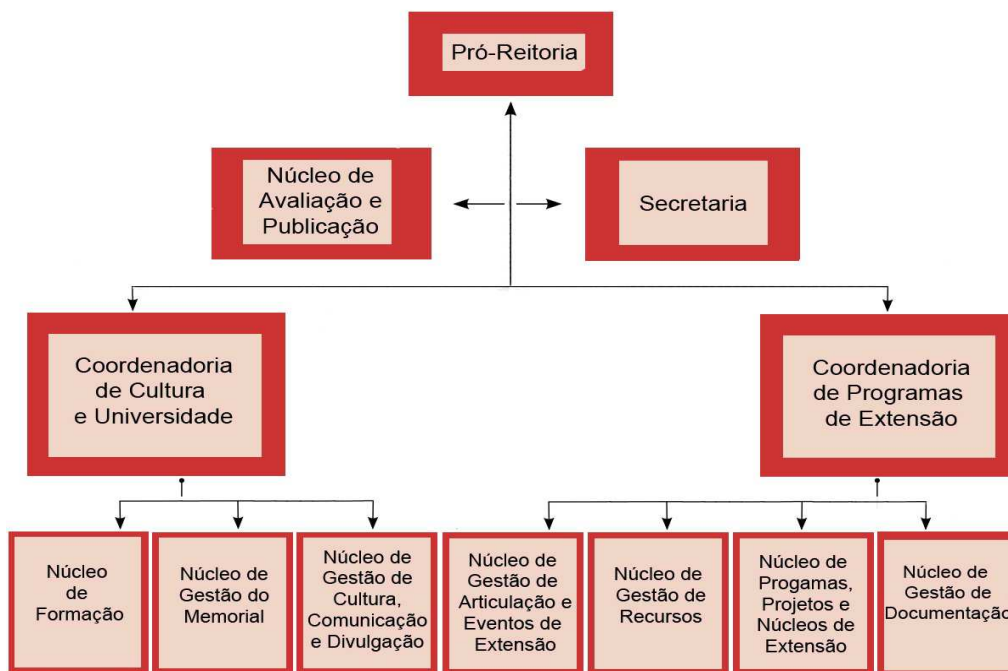 Pró-Reitoria
Núcleo de
Avaliação e
Publicação
Secretaria
Coordenadoria
de Cultura
e Universidade
Coordenadoria
de Programas
de Extensão
Núcleo
de
Formação
Núcleo de
Gestão do
Memorial
Núcleo de
Gestão de
Cultura,
Comunicação
e Divulgação
Núcleo de
Gestão de
Articulação e
Eventos de
Extensão
Núcleo de
Gestão de
Recursos
Núcleo de
Progamas,
Projetos e
Núcleos de
Extensão
Núcleo de
Gestão de
Documentação